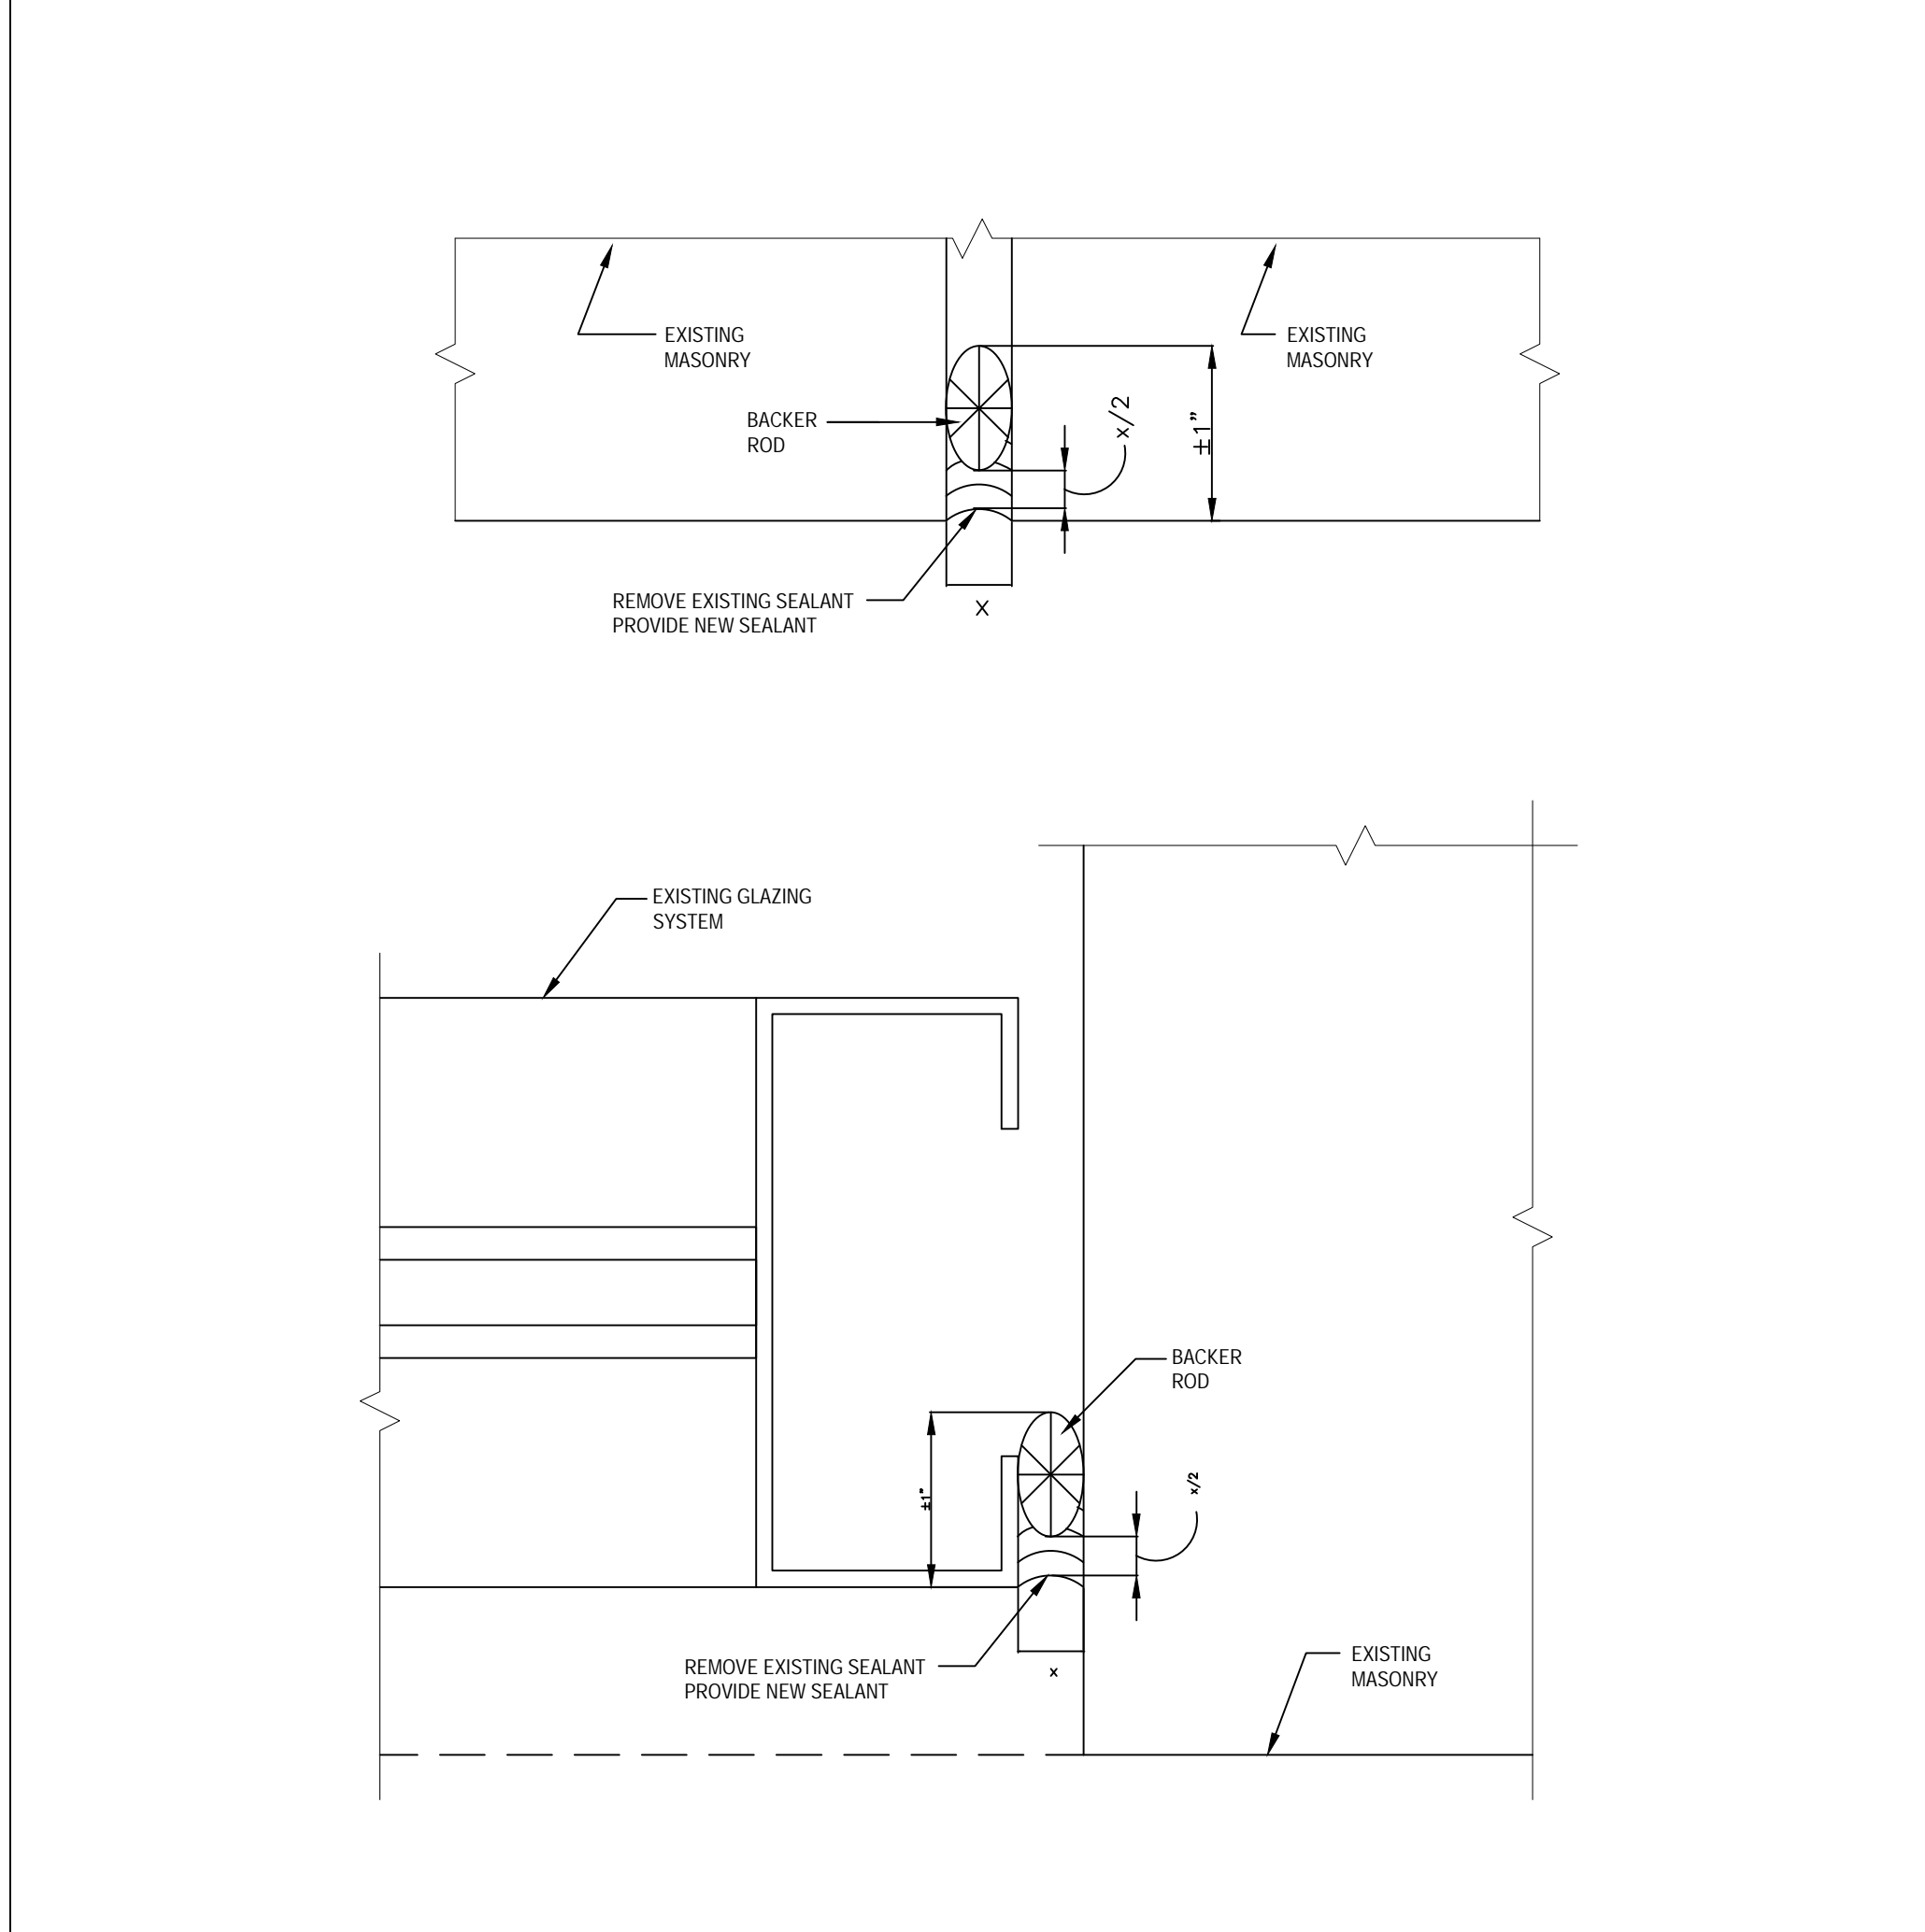 EXISTING
MASONRY
EXISTING
MASONRY
BACKER
ROD
x/2
±1"
REMOVE EXISTING SEALANT
PROVIDE NEW SEALANT
X
EXISTING GLAZING
SYSTEM
BACKER
ROD
±1"
x/2
REMOVE EXISTING SEALANT
PROVIDE NEW SEALANT
x
EXISTING
MASONRY